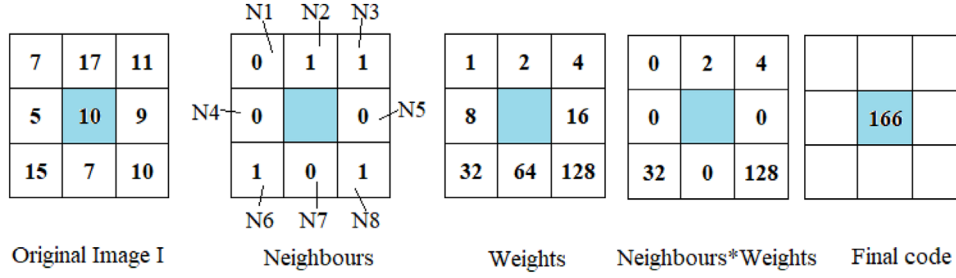 N1 N2 N3
7 17 11 0 1 1 1 2 4 0 2 4
N4 N5
5 10 9 0 0 8 16 0 0 166
15 7 10 1 0 1 32 64 128 32 0 128
N6 N7 N8
Original Image I Neighbours Weights Neighbours*Weights Final code